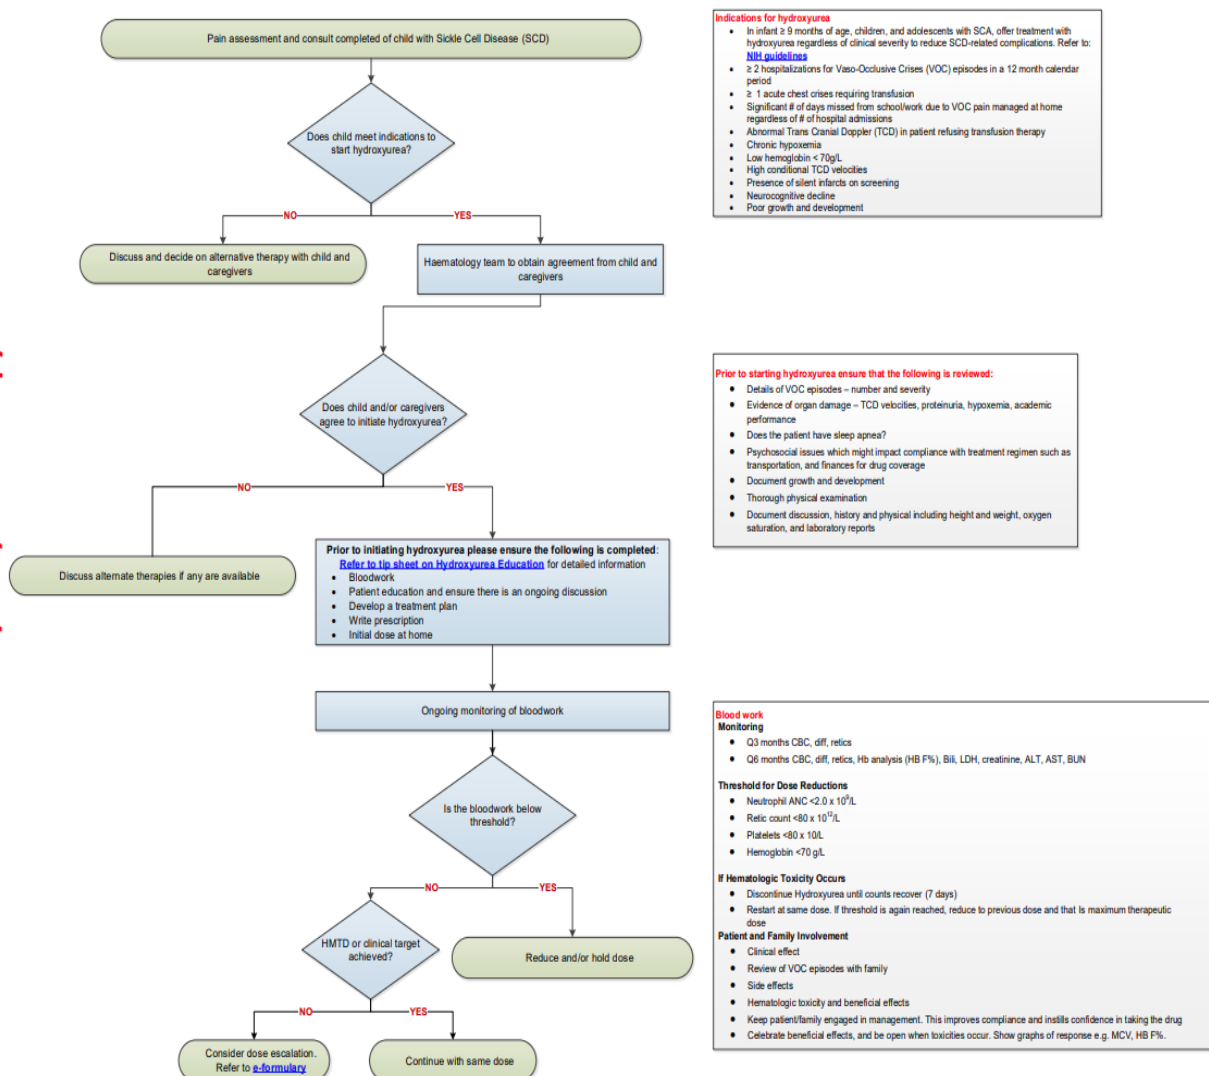 Pain assessment and consult completed of child with Sickle Cell Disease (SCD)
Does child meet indications to
start hydroxyurea?
NO
YES
Discuss and decide on alternative therapy with child and
caregivers
Haematology team to obtain agreement from child and
caregivers
Does child and/or caregivers
agree to initiate hydroxyurea?
NO
YES
Discuss alternate therapies if any are available
Prior to initiating hydroxyurea please ensure the following is completed:
Refer to tip sheet on Hydroxyurea Education for detailed information
• Bloodwork
• Patient education and ensure there is an ongoing discussion
• Develop a treatment plan
• Write prescription
• Initial dose at home
Ongoing monitoring of bloodwork
Is the bloodwork below
threshold?
NO
YES
HMTD or clinical target
achieved?
Reduce and/or hold dose
NO
YES
Consider dose escalation.
Refer to e-formulary
Continue with same dose
Indications for hydroxyurea
• In infant ≥ 9 months of age, children, and adolescents with SCA, offer treatment with
hydroxyurea regardless of clinical severity to reduce SCD-related complications. Refer to:
NIH guidelines
• ≥ 2 hospitalizations for Vaso-Occlusive Crises (VOC) episodes in a 12 month calendar
period
• ≥ 1 acute chest crises requiring transfusion
• Significant # of days missed from school/work due to VOC pain managed at home
regardless of # of hospital admissions
• Abnormal Trans Cranial Doppler (TCD) in patient refusing transfusion therapy
• Chronic hypoxemia
• Low hemoglobin < 70g/L
• High conditional TCD velocities
• Presence of silent infarcts on screening
• Neurocognitive decline
• Poor growth and development
Prior to starting hydroxyurea ensure that the following is reviewed:
• Details of VOC episodes – number and severity
• Evidence of organ damage – TCD velocities, proteinuria, hypoxemia, academic
performance
• Does the patient have sleep apnea?
• Psychosocial issues which might impact compliance with treatment regimen such as
transportation, and finances for drug coverage
• Document growth and development
• Thorough physical examination
• Document discussion, history and physical including height and weight, oxygen
saturation, and laboratory reports
Blood work
Monitoring
• Q3 months CBC, diff, retics
• Q6 months CBC, diff, retics, Hb analysis (HB F%), Bili, LDH, creatinine, ALT, AST, BUN
Threshold for Dose Reductions
• Neutrophil ANC <2.0 x 10⁹/L
• Retic count <80 x 10¹²/L
• Platelets <80 x 10/L
• Hemoglobin <70 g/L
If Hematologic Toxicity Occurs
• Discontinue Hydroxyurea until counts recover (7 days)
• Restart at same dose. If threshold is again reached, reduce to previous dose and that Is maximum therapeutic
dose
Patient and Family Involvement
• Clinical effect
• Review of VOC episodes with family
• Side effects
• Hematologic toxicity and beneficial effects
• Keep patient/family engaged in management. This improves compliance and instills confidence in taking the drug
• Celebrate beneficial effects, and be open when toxicities occur. Show graphs of response e.g. MCV, HB F%.